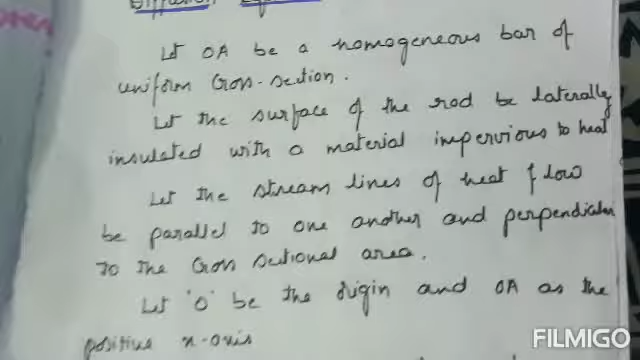 Diffusion
Let OA be a homogeneous bar of
uniform Cross-section.
Let the surface of the rod be laterally
insulated with a material impervious to heat
Let the stream lines of heat flow
be parallel to one another and perpendicular
to the Cross sectional area.
Let 'O' be the origin and OA as the
positive x-axis
FILMIGO